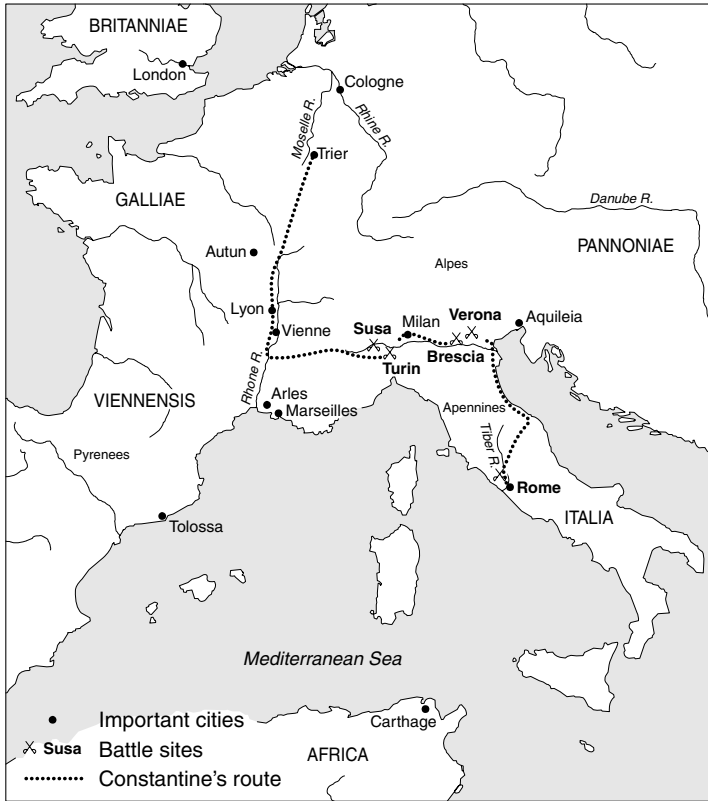 BRITANNIAE
London
Cologne
Moselle R.
Rhine R.
Trier
GALLIAE
Danube R.
PANNONIAE
Autun
Alpes
Lyon
Vienne
Susa
Milan
Verona
Aquileia
Brescia
Turin
Rhone R.
Arles
Marseilles
VIENNENSIS
Apennines
Tiber R.
Pyrenees
Rome
ITALIA
Tolossa
Mediterranean Sea
Carthage
AFRICA
Important cities
Susa Battle sites
Constantine's route